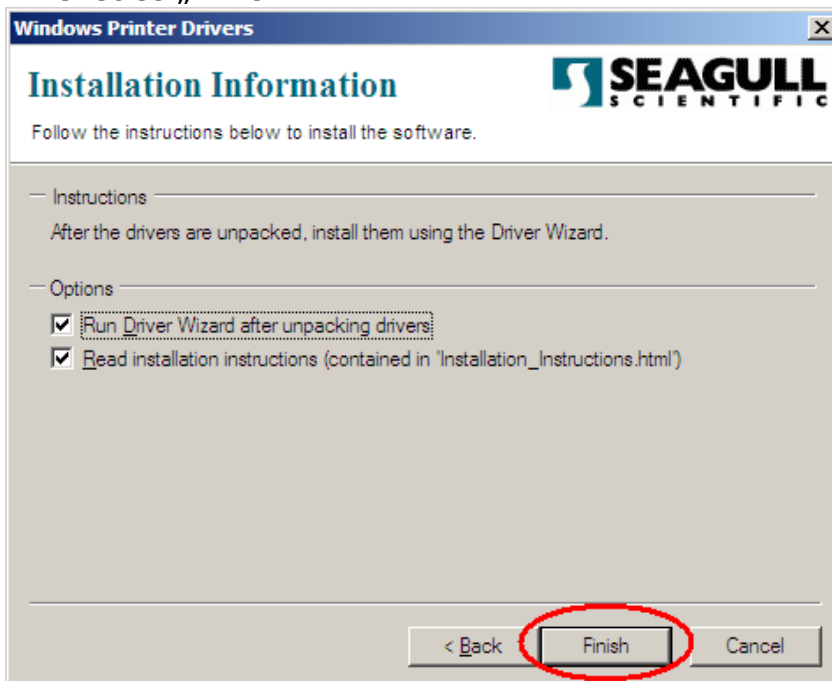 Windows Printer Drivers
Installation Information
SEAGULL
SCIENTIFIC
Follow the instructions below to install the software.
Instructions
After the drivers are unpacked, install them using the Driver Wizard.
Options
Run Driver Wizard after unpacking drivers
Read installation instructions (contained in 'Installation_Instructions.html')
< Back
Finish
Cancel